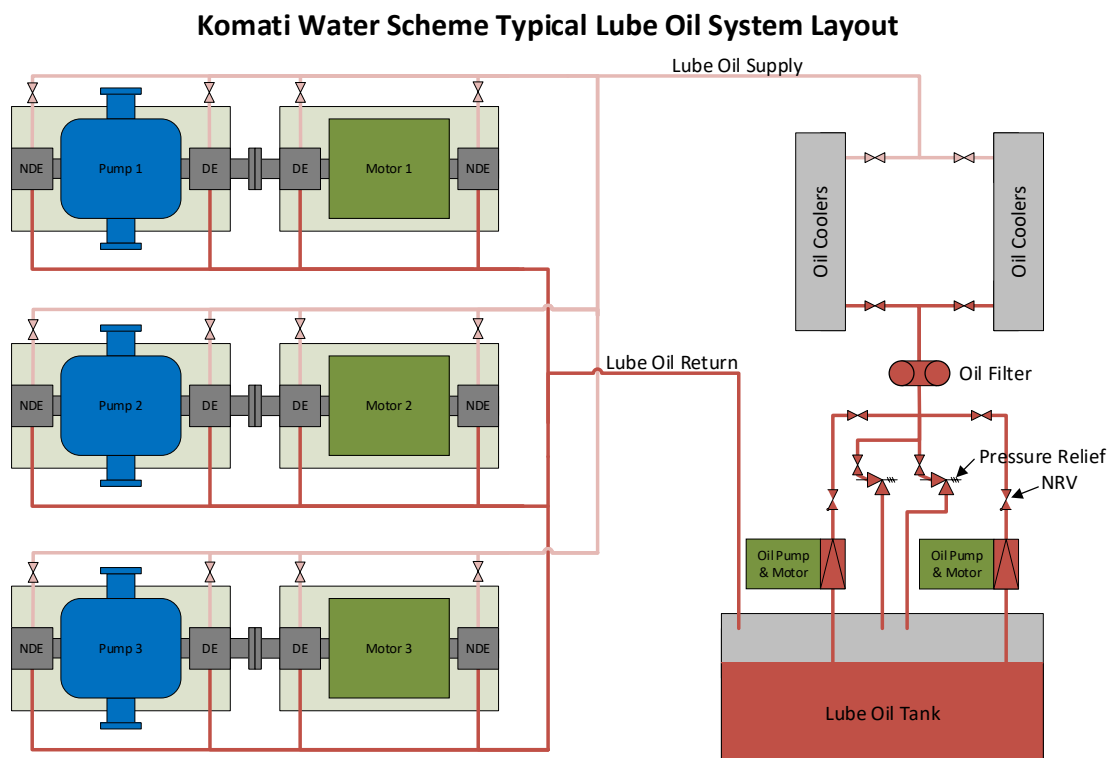 Komati Water Scheme Typical Lube Oil System Layout
Lube Oil Supply
NDE
Pump 1
DE
DE
Motor 1
NDE
Oil Coolers
Oil Coolers
Lube Oil Return
Oil Filter
NDE
Pump 2
DE
DE
Motor 2
NDE
Pressure Relief
NRV
Oil Pump
& Motor
Oil Pump
& Motor
NDE
Pump 3
DE
DE
Motor 3
NDE
Lube Oil Tank